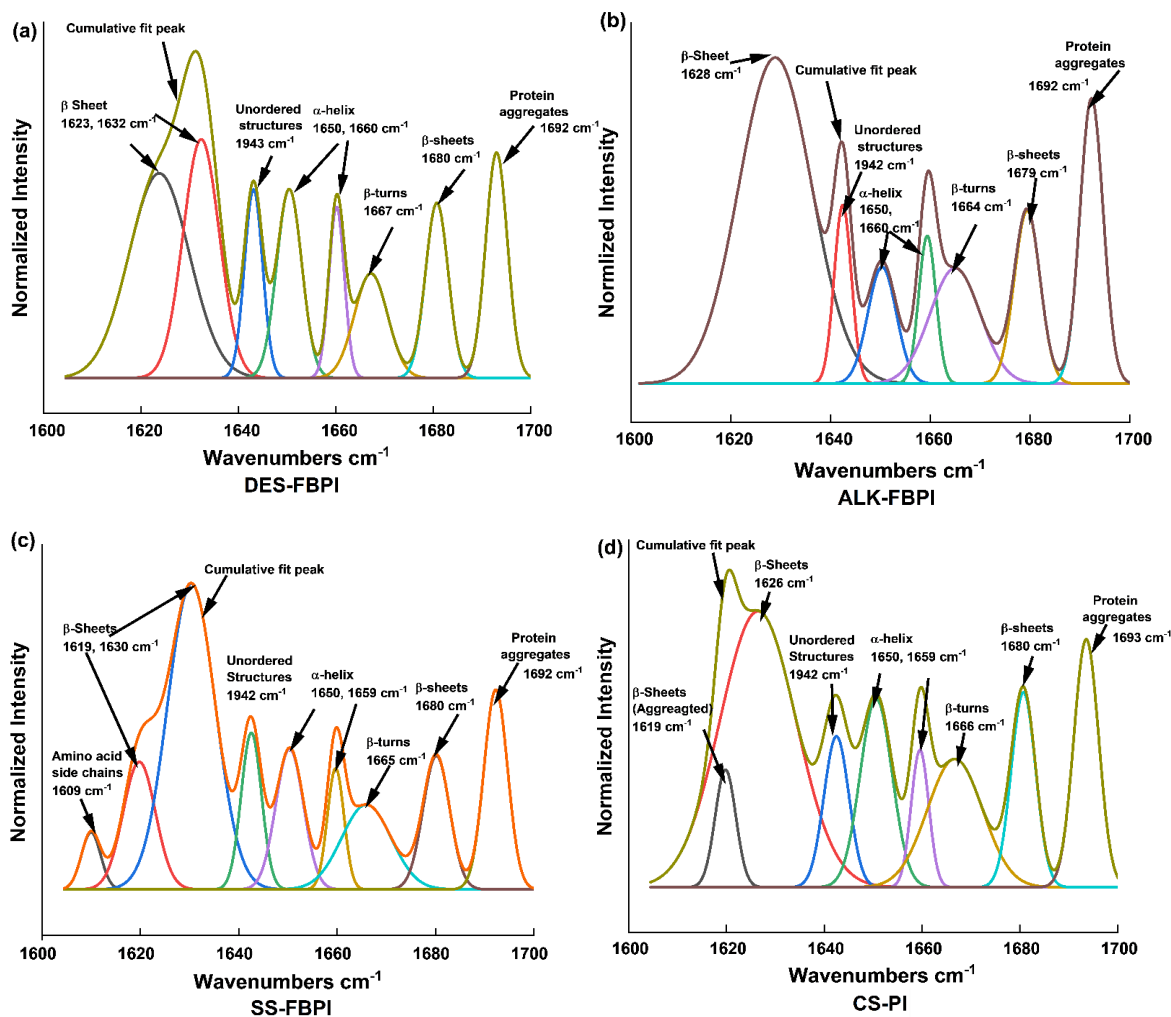 (a)
Cumulative fit peak
β Sheet
1623, 1632 cm⁻¹
Unordered
structures
1943 cm⁻¹
α-helix
1650, 1660 cm⁻¹
β-turns
1667 cm⁻¹
β-sheets
1680 cm⁻¹
Protein
aggregates
1692 cm⁻¹
Normalized Intensity
1600 1620 1640 1660 1680 1700
Wavenumbers cm⁻¹
DES-FBPI
(b)
β-Sheet
1628 cm⁻¹
Cumulative fit peak
Unordered
structures
1942 cm⁻¹
α-helix
1650,
1660 cm⁻¹
β-turns
1664 cm⁻¹
β-sheets
1679 cm⁻¹
Protein
aggregates
1692 cm⁻¹
Normlized Intensity
1600 1620 1640 1660 1680 1700
Wavenumbers cm⁻¹
ALK-FBPI
(c)
Cumulative fit peak
β-Sheets
1619, 1630 cm⁻¹
Amino acid
side chains
1609 cm⁻¹
Unordered
Structures
1942 cm⁻¹
α-helix
1650, 1659 cm⁻¹
β-turns
1665 cm⁻¹
β-sheets
1680 cm⁻¹
Protein
aggregates
1692 cm⁻¹
Normalized Intensity
1600 1620 1640 1660 1680 1700
Wavenumbers cm⁻¹
SS-FBPI
(d)
Cumulative fit peak
β-Sheets
1626 cm⁻¹
β-Sheets
(Aggreagted)
1619 cm⁻¹
Unordered
Structures
1942 cm⁻¹
α-helix
1650, 1659 cm⁻¹
β-turns
1666 cm⁻¹
β-sheets
1680 cm⁻¹
Protein
aggregates
1693 cm⁻¹
Normalized Intensity
1600 1620 1640 1660 1680 1700
Wavenumbers cm⁻¹
CS-PI